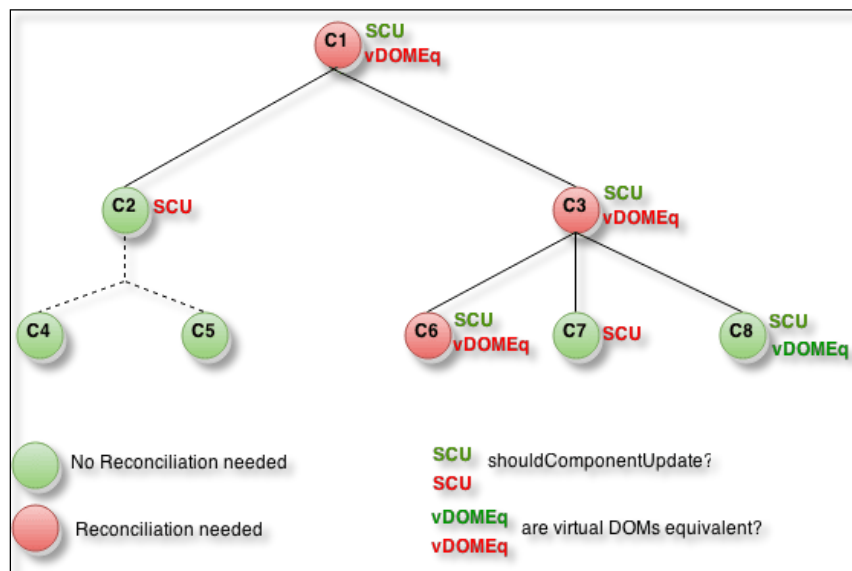 C1 SCU
vDOMEq
C2 SCU
C3 SCU
vDOMEq
C4
C5
C6 SCU
vDOMEq
C7 SCU
C8 SCU
vDOMEq
No Reconciliation needed
Reconciliation needed
SCU shouldComponentUpdate?
SCU
vDOMEq are virtual DOMs equivalent?
vDOMEq